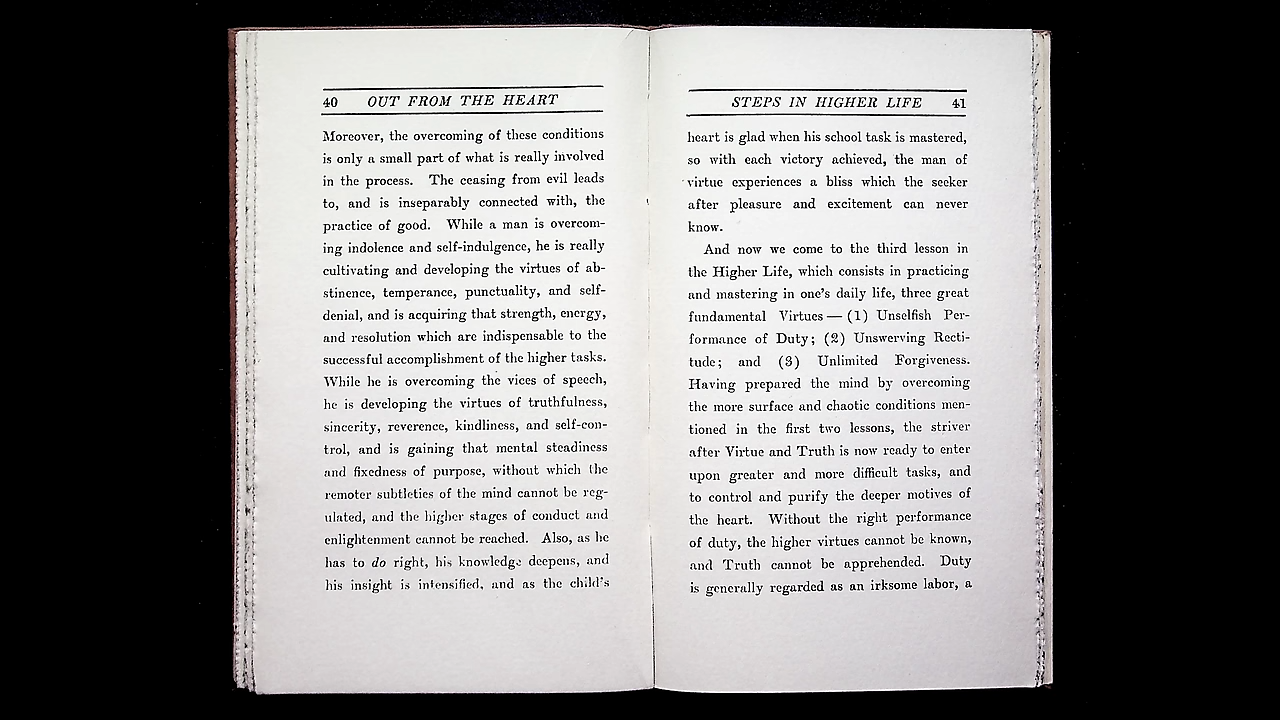 40 OUT FROM THE HEART
Moreover, the overcoming of these conditions
is only a small part of what is really involved
in the process. The ceasing from evil leads
to, and is inseparably connected with, the
practice of good. While a man is overcom-
ing indolence and self-indulgence, he is really
cultivating and developing the virtues of ab-
stinence, temperance, punctuality, and self-
denial, and is acquiring that strength, energy,
and resolution which are indispensable to the
successful accomplishment of the higher tasks.
While he is overcoming the vices of speech,
he is developing the virtues of truthfulness,
sincerity, reverence, kindliness, and self-con-
trol, and is gaining that mental steadiness
and fixedness of purpose, without which the
remoter subtleties of the mind cannot be reg-
ulated, and the higher stages of conduct and
enlightenment cannot be reached. Also, as he
has to do right, his knowledge deepens, and
his insight is intensified, and as the child's
STEPS IN HIGHER LIFE 41
heart is glad when his school task is mastered,
so with each victory achieved, the man of
virtue experiences a bliss which the seeker
after pleasure and excitement can never
know.
And now we come to the third lesson in
the Higher Life, which consists in practicing
and mastering in one's daily life, three great
fundamental Virtues — (1) Unselfish Per-
formance of Duty; (2) Unswerving Recti-
tude; and (3) Unlimited Forgiveness.
Having prepared the mind by overcoming
the more surface and chaotic conditions men-
tioned in the first two lessons, the striver
after Virtue and Truth is now ready to enter
upon greater and more difficult tasks, and
to control and purify the deeper motives of
the heart. Without the right performance
of duty, the higher virtues cannot be known,
and Truth cannot be apprehended. Duty
is generally regarded as an irksome labor, a